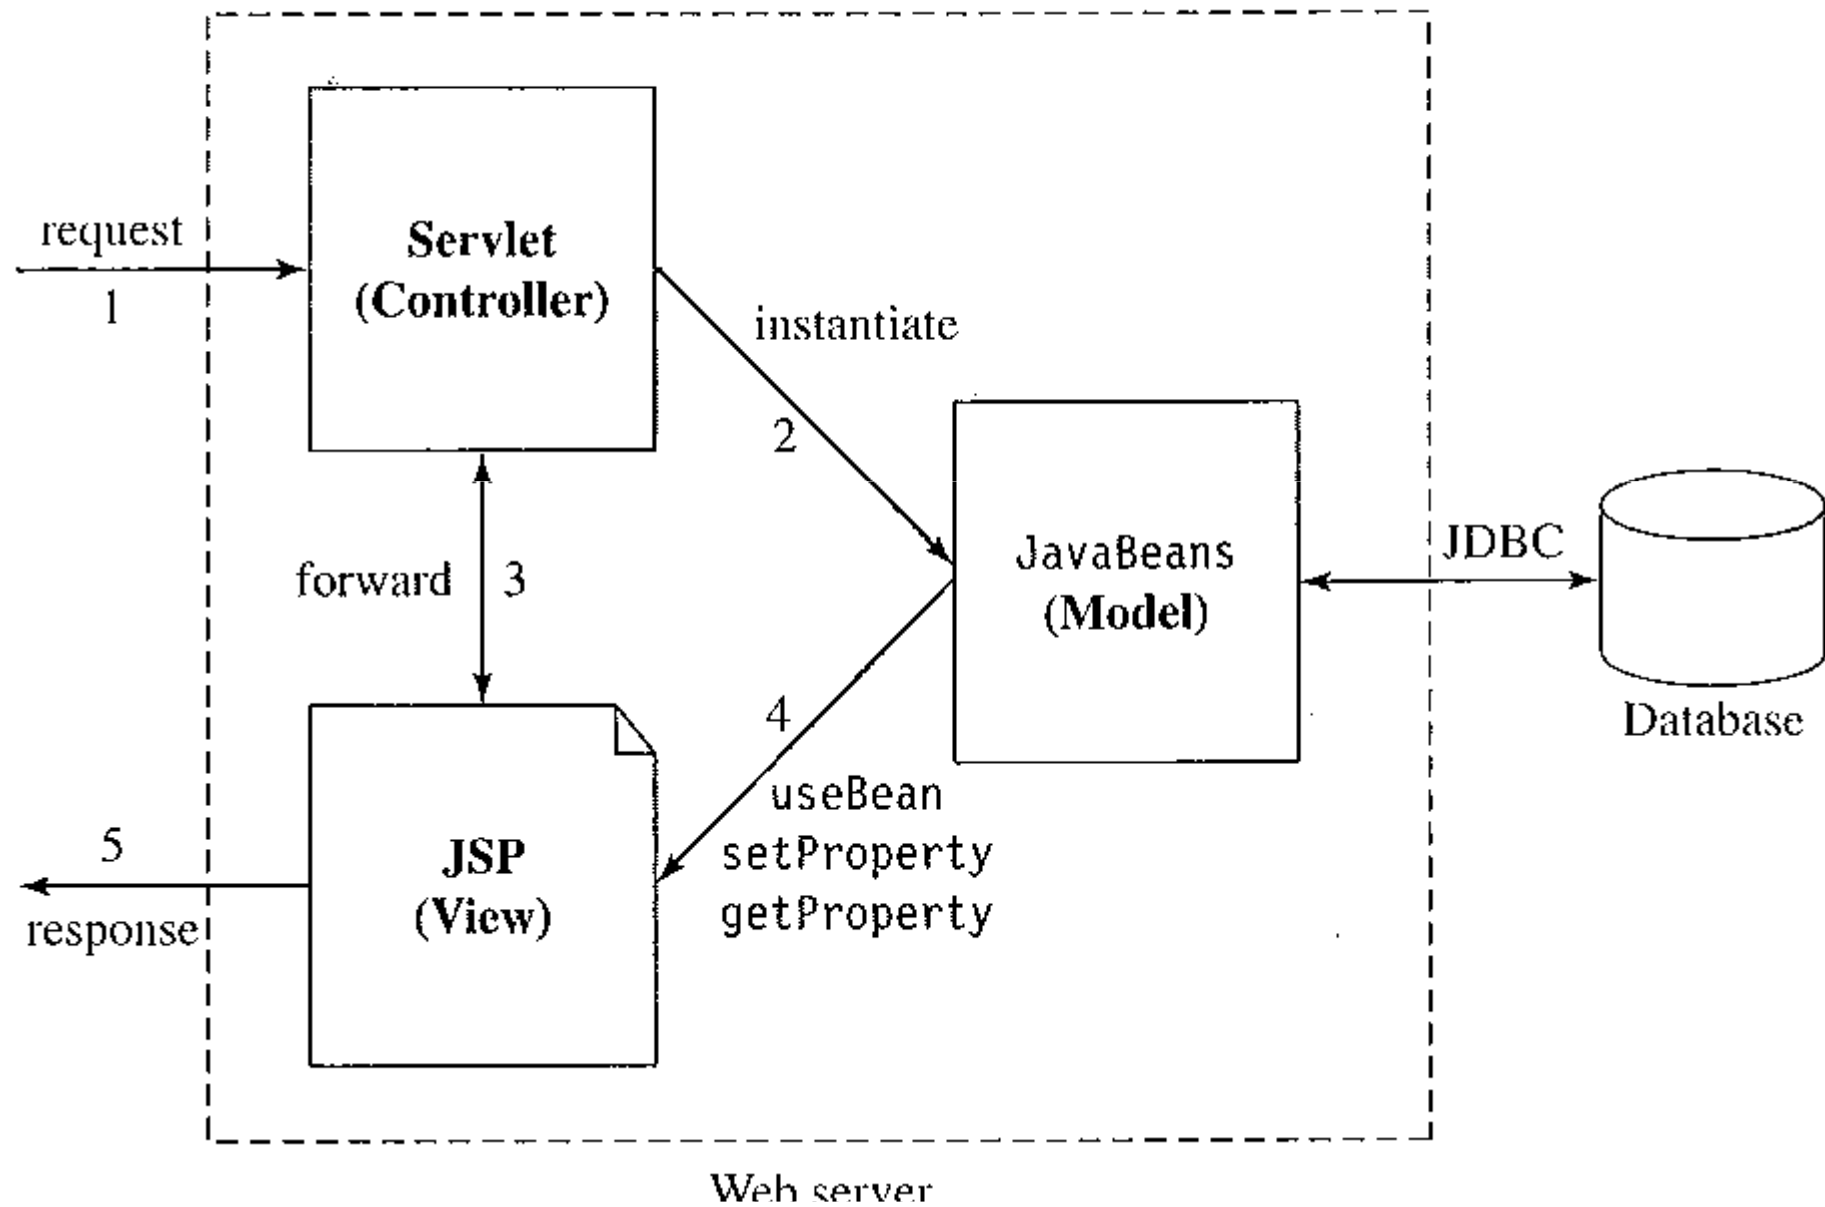 request
1
Servlet
(Controller)
instantiate
2
forward
3
JavaBeans
(Model)
JDBC
Database
4
useBean
setProperty
getProperty
JSP
(View)
5
response
Web server